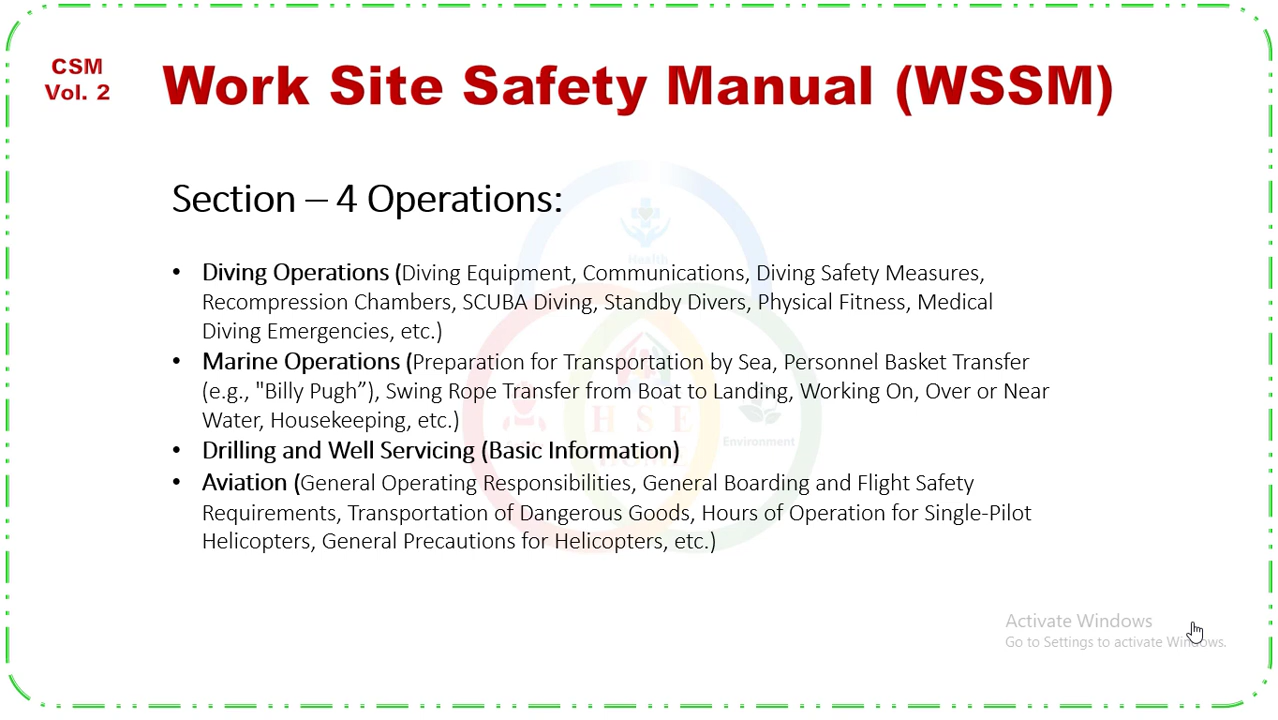 CSM
Vol. 2
Work Site Safety Manual (WSSM)
Section – 4 Operations:
• Diving Operations (Diving Equipment, Communications, Diving Safety Measures,
Recompression Chambers, SCUBA Diving, Standby Divers, Physical Fitness, Medical
Diving Emergencies, etc.)
• Marine Operations (Preparation for Transportation by Sea, Personnel Basket Transfer
(e.g., "Billy Pugh”), Swing Rope Transfer from Boat to Landing, Working On, Over or Near
Water, Housekeeping, etc.)
• Drilling and Well Servicing (Basic Information)
• Aviation (General Operating Responsibilities, General Boarding and Flight Safety
Requirements, Transportation of Dangerous Goods, Hours of Operation for Single-Pilot
Helicopters, General Precautions for Helicopters, etc.)
Health
HSE
Environment
Activate Windows
Go to Settings to activate Windows.